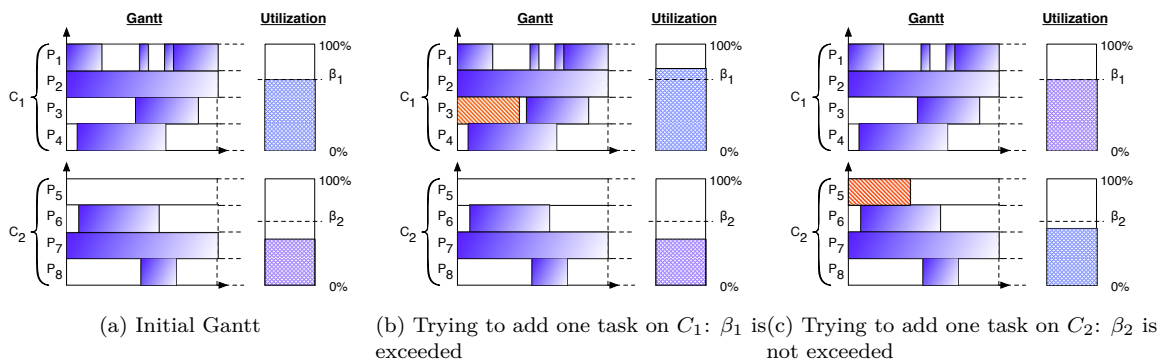 Gantt Utilization Gantt Utilization Gantt Utilization
P1 100% P1 100% P1 100%
P2 β1 P2 β1 P2 β1
C1 C1 C1
P3 P3 P3
P4 0% P4 0% P4 0%
P5 100% P5 100% P5 100%
P6 β2 P6 β2 P6 β2
C2 C2 C2
P7 P7 P7
P8 0% P8 0% P8 0%
(a) Initial Gantt (b) Trying to add one task on C1: β1 is (c) Trying to add one task on C2: β2 is
exceeded not exceeded